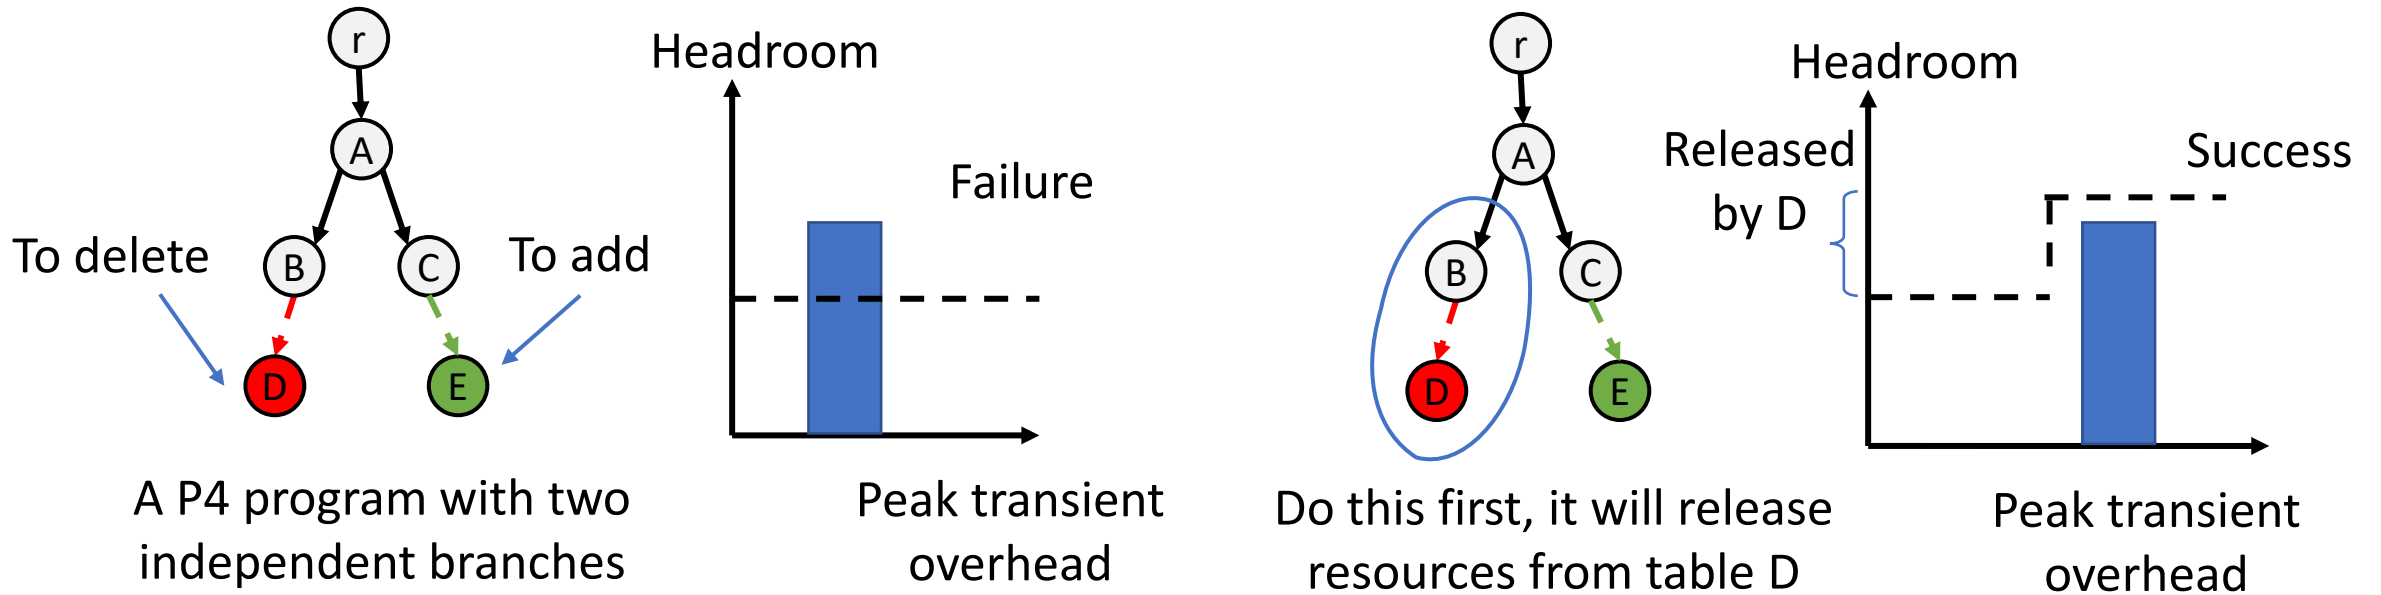 r
A
B
C
To delete
To add
D
E
A P4 program with two
independent branches
Headroom
Failure
Peak transient
overhead
r
A
B
C
D
E
Do this first, it will release
resources from table D
Headroom
Released
by D
Success
Peak transient
overhead